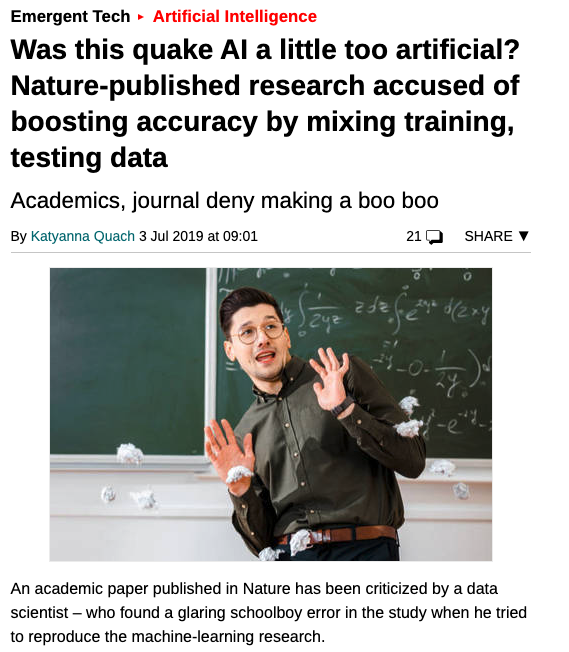 Emergent Tech ▸ Artificial Intelligence
Was this quake AI a little too artificial?
Nature-published research accused of
boosting accuracy by mixing training,
testing data
Academics, journal deny making a boo boo
By Katyanna Quach 3 Jul 2019 at 09:01 21 SHARE ▼
An academic paper published in Nature has been criticized by a data
scientist – who found a glaring schoolboy error in the study when he tried
to reproduce the machine-learning research.